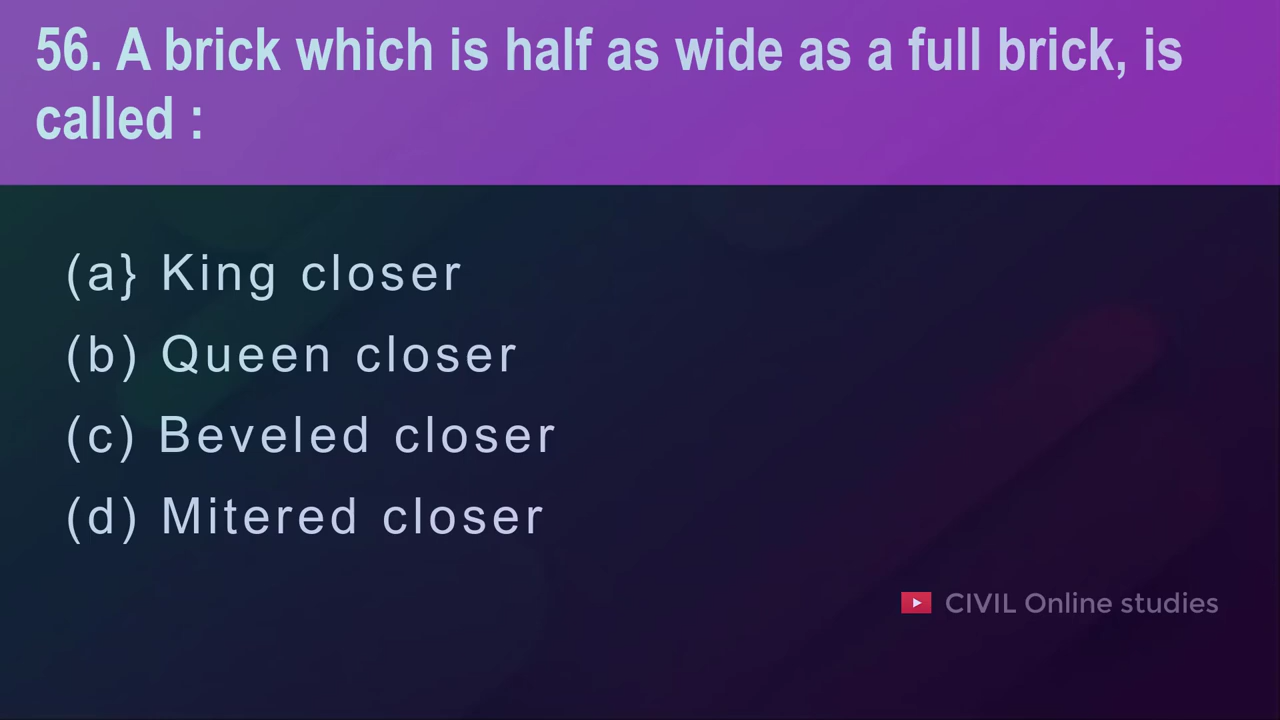 56. A brick which is half as wide as a full brick, is
called :
(a} King closer
(b) Queen closer
(c) Beveled closer
(d) Mitered closer
CIVIL Online studies